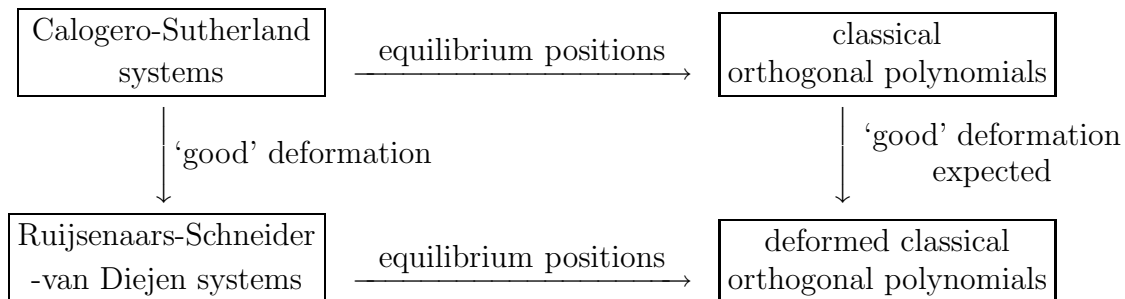 Calogero-Sutherland
systems
equilibrium positions
classical
orthogonal polynomials
‘good’ deformation
‘good’ deformation
expected
Ruijsenaars-Schneider
-van Diejen systems
equilibrium positions
deformed classical
orthogonal polynomials